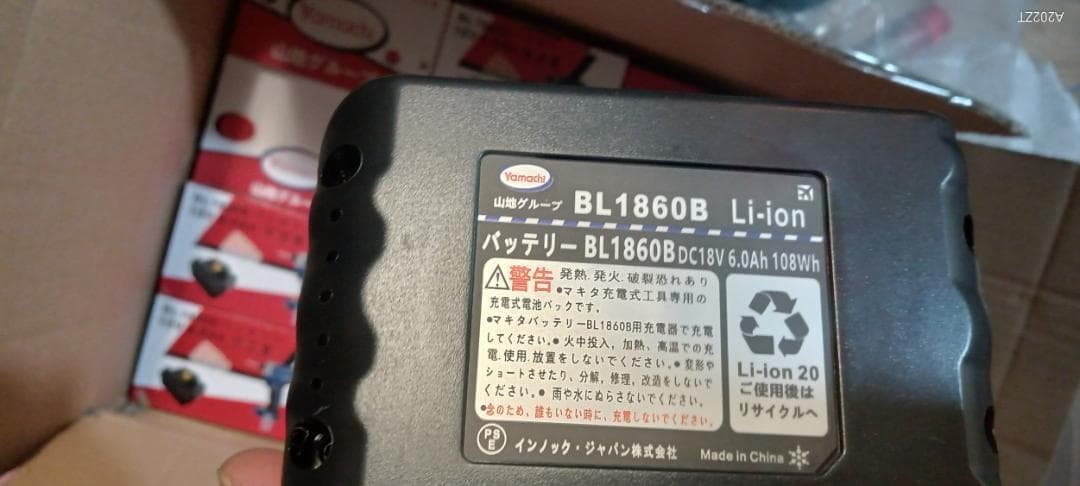 A202ZT
Yamachi
山地グループ
Yamachi
Yamachi
山地グループ BL1860B Li-ion
バッテリー BL1860B DC18V 6.0Ah 108Wh
警告 発熱.発火.破裂恐れあり
●マキタ充電式工具専用の
充電式電池バックです。
●マキタバッテリーBL1860B用充電器で充電
してください。● 火中投入，加熱、高温での充
電.使用.放置をしないでください。● 変形や
ショートさせたり、分解，修理，改造をしないで
ください。● 雨や水にぬらさないでください。
●念のため、誰もいない時に、充電しないでください。
Li-ion 20
ご使用後は
リサイクルへ
PSE インノック・ジャパン株式会社 Made in China